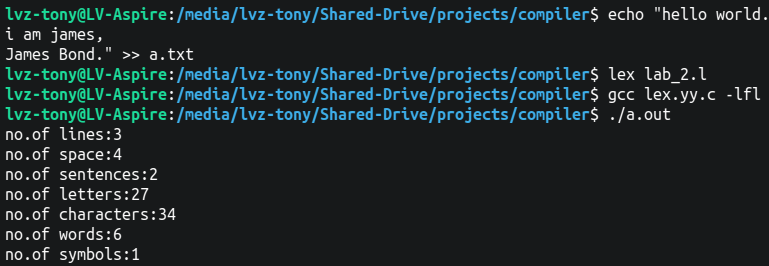 lvz-tony@LV-Aspire:/media/lvz-tony/Shared-Drive/projects/compiler$ echo "hello world.
i am james,
James Bond." >> a.txt
lvz-tony@LV-Aspire:/media/lvz-tony/Shared-Drive/projects/compiler$ lex lab_2.l
lvz-tony@LV-Aspire:/media/lvz-tony/Shared-Drive/projects/compiler$ gcc lex.yy.c -lfl
lvz-tony@LV-Aspire:/media/lvz-tony/Shared-Drive/projects/compiler$ ./a.out
no.of lines:3
no.of space:4
no.of sentences:2
no.of letters:27
no.of characters:34
no.of words:6
no.of symbols:1